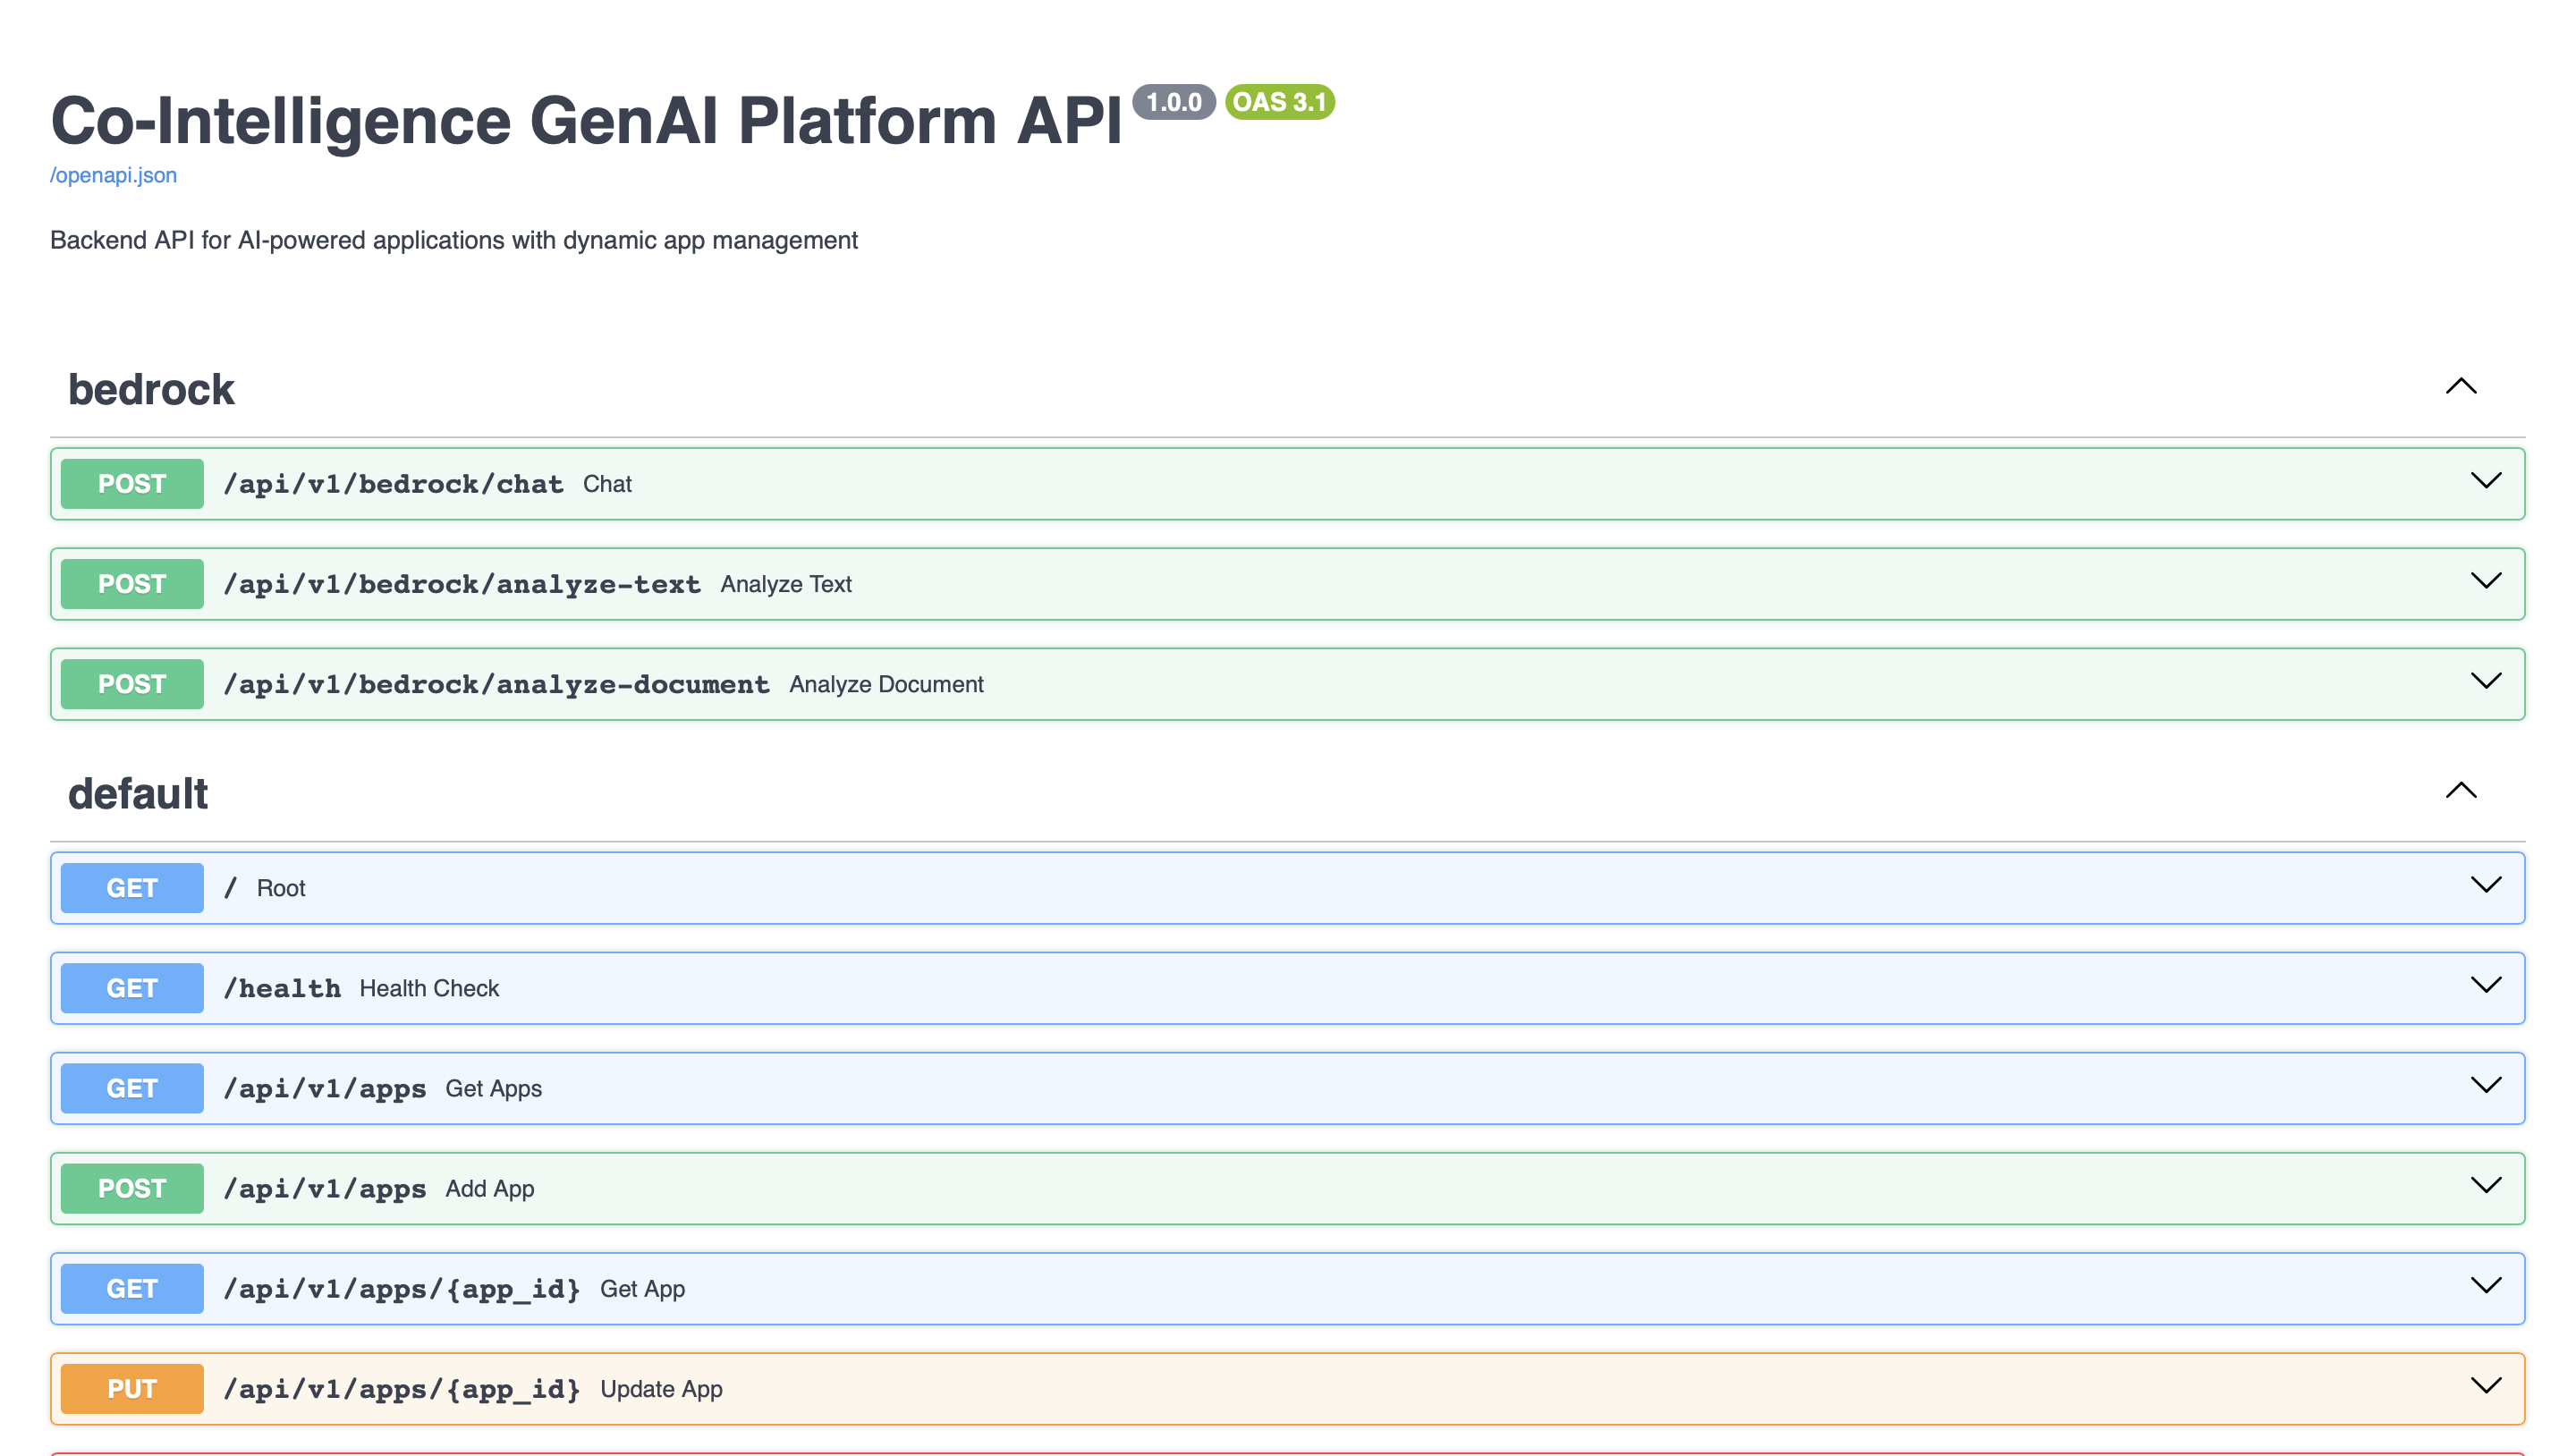 Co-Intelligence GenAI Platform API 1.0.0 OAS 3.1
/openapi.json
Backend API for AI-powered applications with dynamic app management
bedrock
POST /api/v1/bedrock/chat Chat
POST /api/v1/bedrock/analyze-text Analyze Text
POST /api/v1/bedrock/analyze-document Analyze Document
default
GET / Root
GET /health Health Check
GET /api/v1/apps Get Apps
POST /api/v1/apps Add App
GET /api/v1/apps/{app_id} Get App
PUT /api/v1/apps/{app_id} Update App